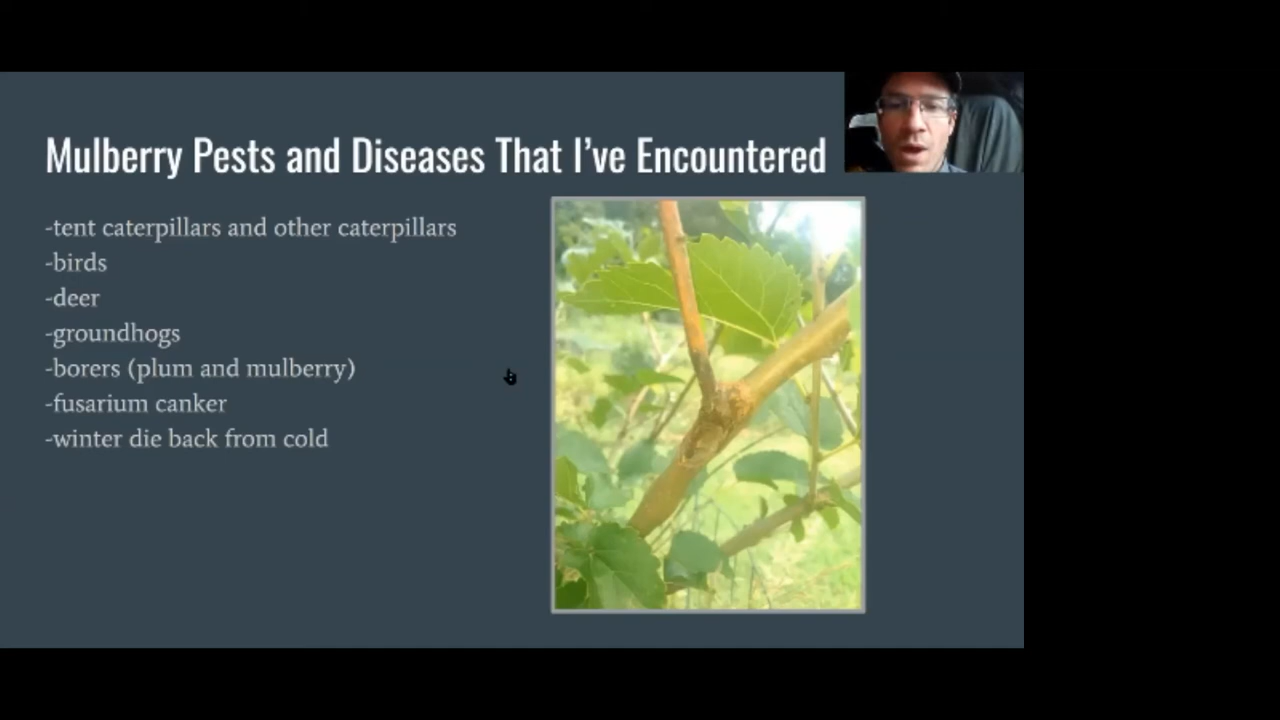 Mulberry Pests and Diseases That I’ve Encountered
-tent caterpillars and other caterpillars
-birds
-deer
-groundhogs
-borers (plum and mulberry)
-fusarium canker
-winter die back from cold